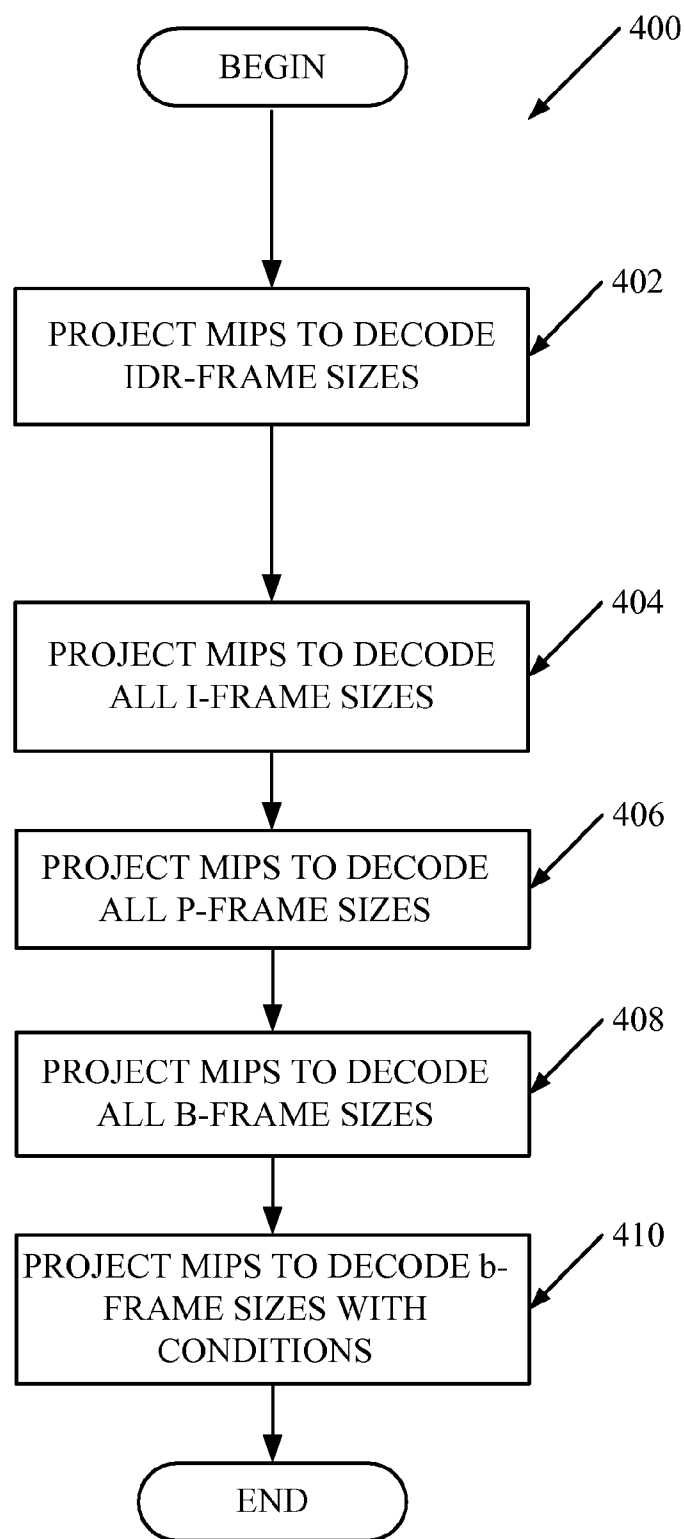 400
BEGIN
402
PROJECT MIPS TO DECODE
IDR-FRAME SIZES
404
PROJECT MIPS TO DECODE
ALL I-FRAME SIZES
406
PROJECT MIPS TO DECODE
ALL P-FRAME SIZES
408
PROJECT MIPS TO DECODE
ALL B-FRAME SIZES
410
PROJECT MIPS TO DECODE b-
FRAME SIZES WITH
CONDITIONS
END